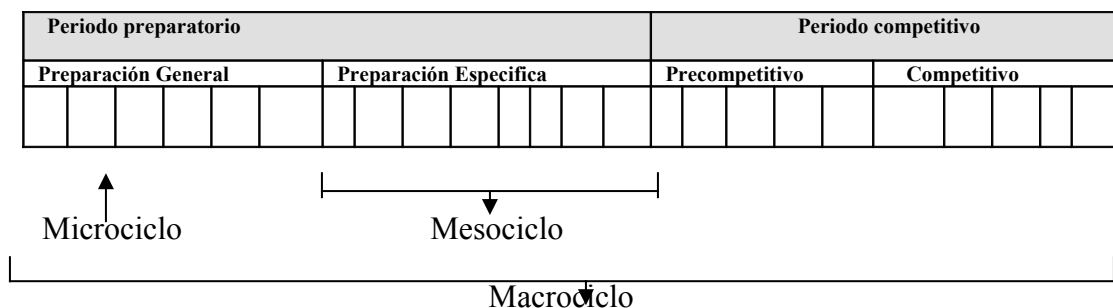 Periodo preparatorio Periodo competitivo
Preparación General Preparación Especifica Precompetitivo Competitivo
Microciclo Mesociclo
Macrociclo